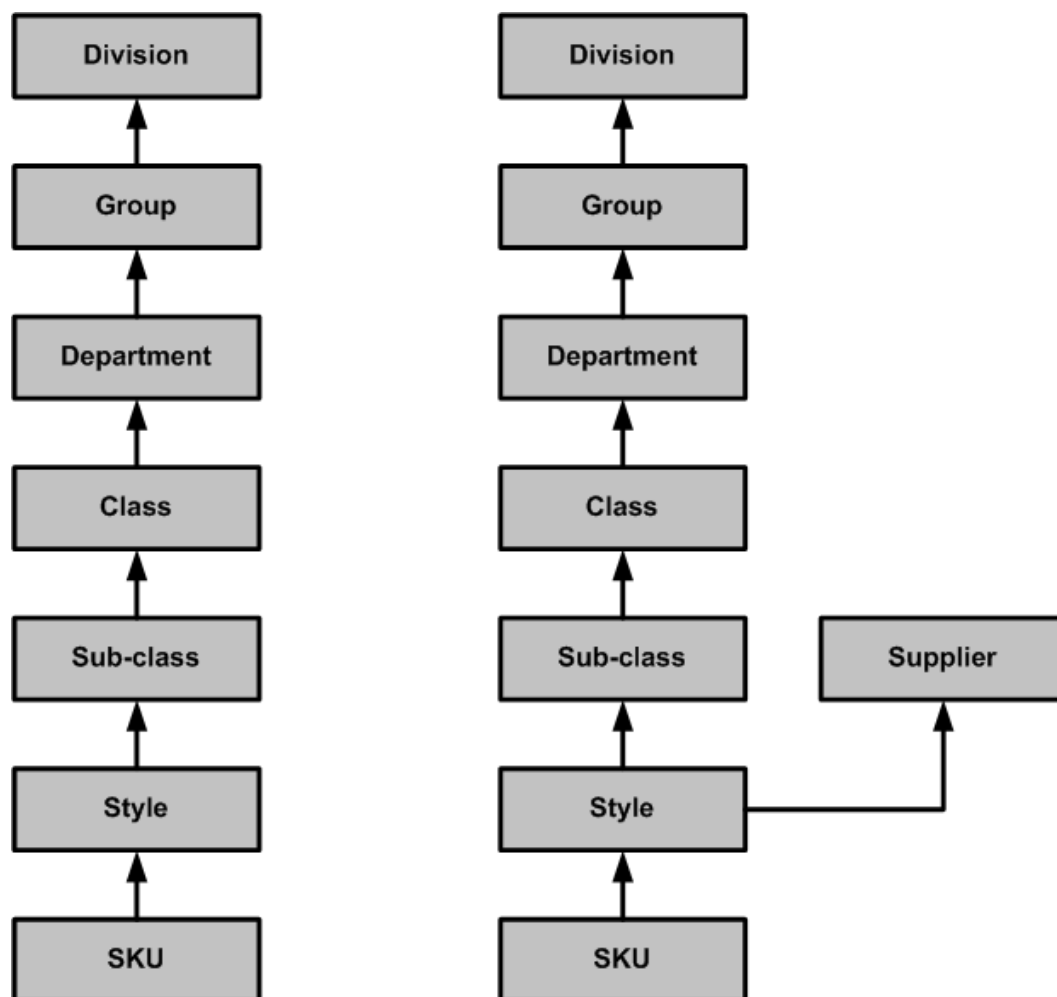 Division
Group
Department
Class
Sub-class
Style
SKU
Division
Group
Department
Class
Sub-class
Supplier
Style
SKU